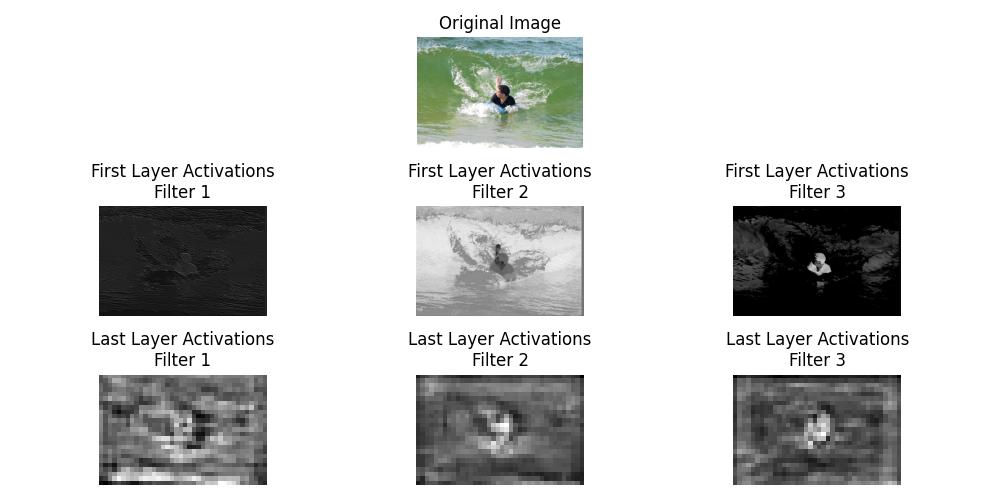 Original Image
First Layer Activations
Filter 1
First Layer Activations
Filter 2
First Layer Activations
Filter 3
Last Layer Activations
Filter 1
Last Layer Activations
Filter 2
Last Layer Activations
Filter 3